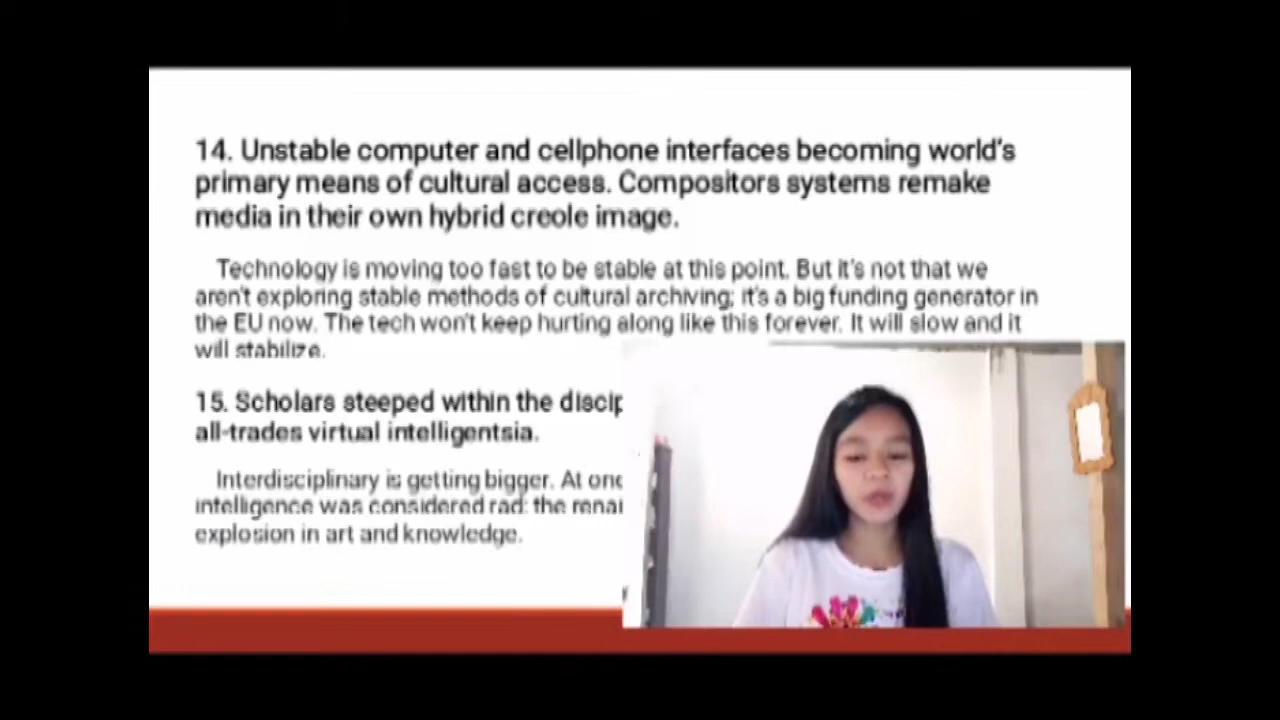 14. Unstable computer and cellphone interfaces becoming world's
primary means of cultural access. Compositors systems remake
media in their own hybrid creole image.
Technology is moving too fast to be stable at this point. But it's not that we
aren't exploring stable methods of cultural archiving; it's a big funding generator in
the EU now. The tech won't keep hurting along like this forever. It will slow and it
will stabilize.
15. Scholars steeped within the discip
all-trades virtual intelligentsia.
Interdisciplinary is getting bigger. At one
intelligence was considered rad: the renai
explosion in art and knowledge.